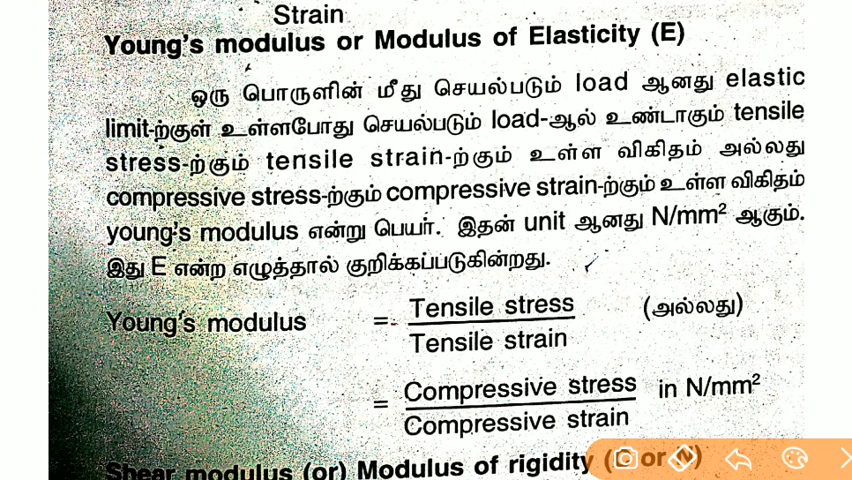 Strain
Young's modulus or Modulus of Elasticity (E)
ஒரு பொருளின் மீது செயல்படும் load ஆனது elastic
limit-ற்குள் உள்ளபோது செயல்படும் load-ஆல் உண்டாகும் tensile
stress-ற்கும் tensile strain-ற்கும் உள்ள விகிதம் அல்லது
compressive stress-ற்கும் compressive strain-ற்கும் உள்ள விகிதம்
young's modulus என்று பெயர். இதன் unit ஆனது N/mm² ஆகும்.
இது E என்ற எழுத்தால் குறிக்கப்படுகின்றது.
Young's modulus = Tensile stress (அல்லது)
Tensile strain
= Compressive stress in N/mm²
Compressive strain
Shear modulus (or) Modulus of rigidity (C or N)